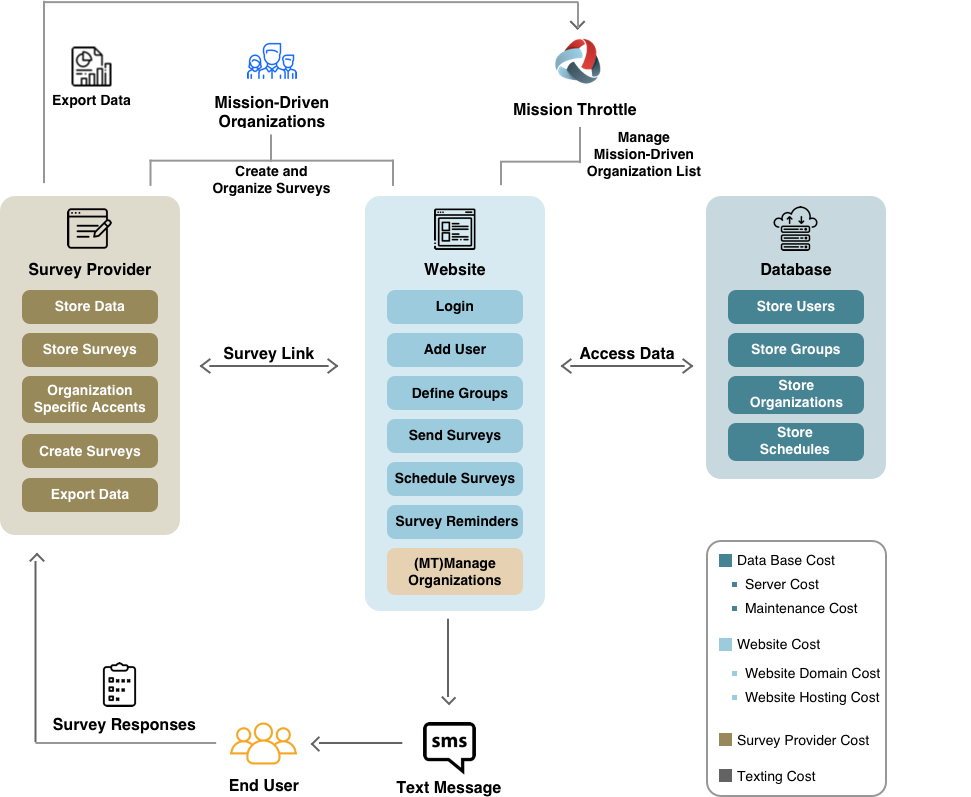 Export Data
Mission-Driven
Organizations
Mission Throttle
Manage
Mission-Driven
Organization List
Create and
Organize Surveys
Survey Provider
Store Data
Store Surveys
Organization
Specific Accents
Create Surveys
Export Data
Survey Link
Website
Login
Add User
Define Groups
Send Surveys
Schedule Surveys
Survey Reminders
(MT)Manage
Organizations
Access Data
Database
Store Users
Store Groups
Store
Organizations
Store
Schedules
Data Base Cost
Server Cost
Maintenance Cost
Website Cost
Website Domain Cost
Website Hosting Cost
Survey Provider Cost
Texting Cost
Survey Responses
End User
sms
Text Message